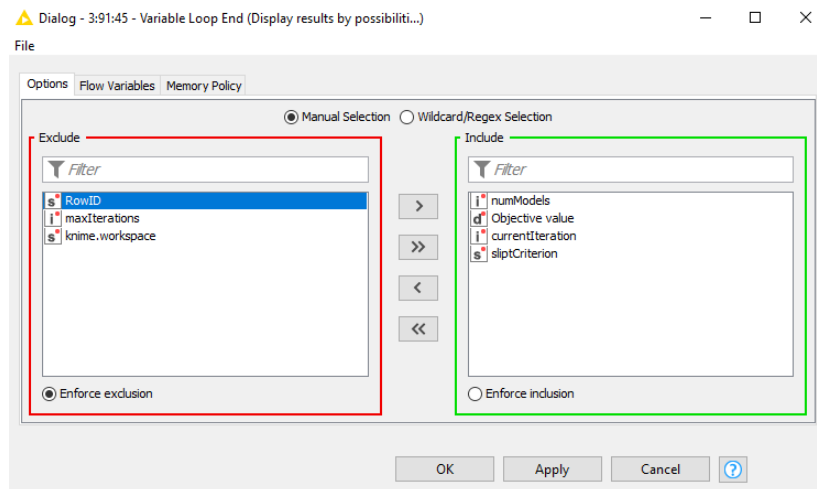 Dialog - 3:91:45 - Variable Loop End (Display results by possibiliti...)
File
Options Flow Variables Memory Policy
Manual Selection Wildcard/Regex Selection
Exclude
Filter
s RowID
i maxIterations
s knime.workspace
Enforce exclusion
>
>>
<
<<
Include
Filter
i numModels
d Objective value
i currentIteration
s sliptCriterion
Enforce inclusion
OK Apply Cancel ?